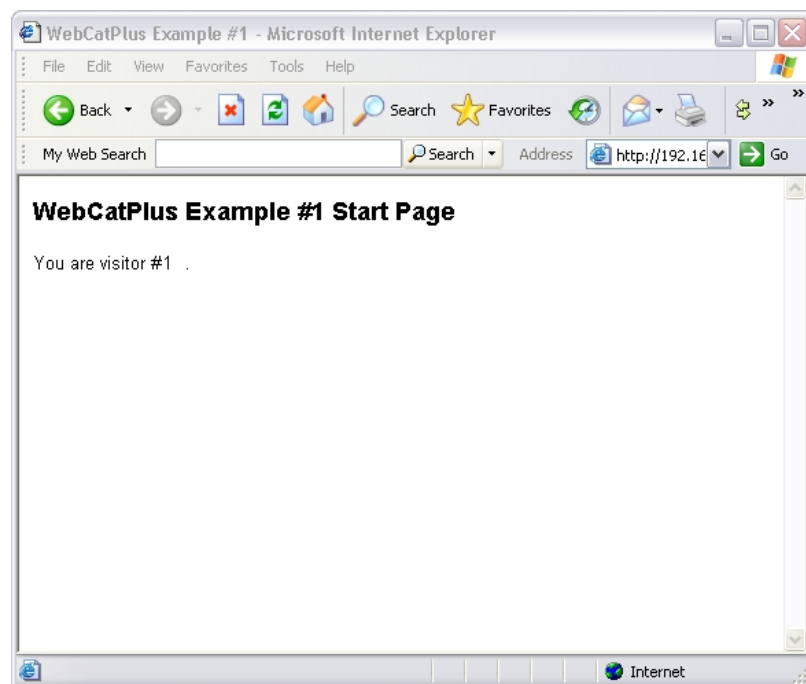 WebCatPlus Example #1 - Microsoft Internet Explorer
File Edit View Favorites Tools Help
Back Search Favorites »
My Web Search Search Address http://192.16 Go
WebCatPlus Example #1 Start Page
You are visitor #1 .
Internet